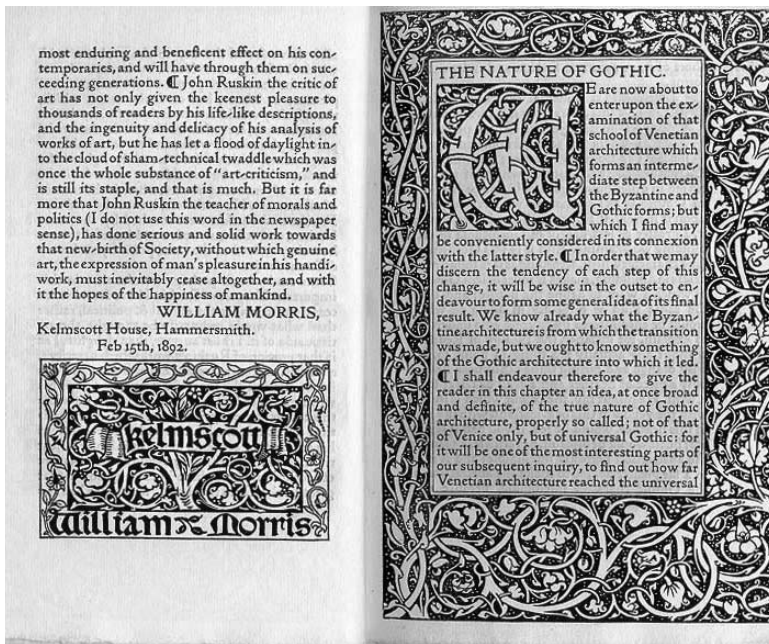 most enduring and beneficent effect on his con-
temporaries, and will have through them on suc-
ceeding generations. ¶ John Ruskin the critic of
art has not only given the keenest pleasure to
thousands of readers by his life-like descriptions,
and the ingenuity and delicacy of his analysis of
works of art, but he has let a flood of daylight in-
to the cloud of sham-technical twaddle which was
once the whole substance of "art-criticism," and
is still its staple, and that is much. But it is far
more that John Ruskin the teacher of morals and
politics (I do not use this word in the newspaper
sense), has done serious and solid work towards
that new-birth of Society, without which genuine
art, the expression of man's pleasure in his handi-
work, must inevitably cease altogether, and with
it the hopes of the happiness of mankind.
WILLIAM MORRIS,
Kelmscott House, Hammersmith.
Feb 15th, 1892.
kelmscott
William Morris
THE NATURE OF GOTHIC.
WE are now about to
enter upon the ex-
amination of that
school of Venetian
architecture which
forms an interme-
diate step between
the Byzantine and
Gothic forms; but
which I find may
be conveniently considered in its connexion
with the latter style. ¶ In order that we may
discern the tendency of each step of this
change, it will be wise in the outset to en-
deavour to form some general idea of its final
result. We know already what the Byzan-
tine architecture is from which the transition
was made, but we ought to know something
of the Gothic architecture into which it led.
¶ I shall endeavour therefore to give the
reader in this chapter an idea, at once broad
and definite, of the true nature of Gothic
architecture, properly so called; not of that
of Venice only, but of universal Gothic: for
it will be one of the most interesting parts of
our subsequent inquiry, to find out how far
Venetian architecture reached the universal